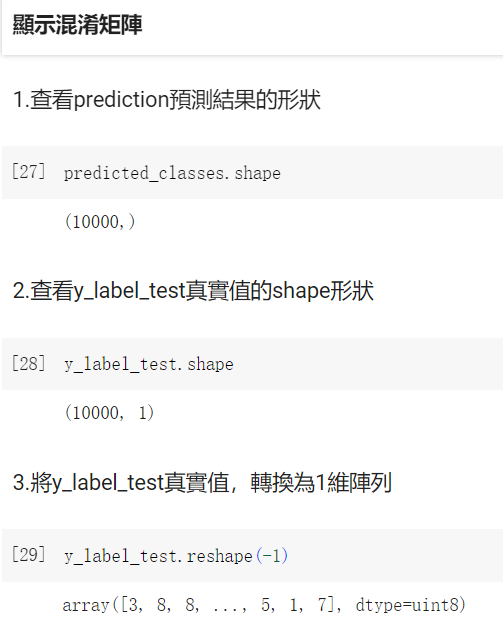 顯示混淆矩陣
1.查看prediction預測結果的形狀
[27] predicted_classes.shape
(10000,)
2.查看y_label_test真實值的shape形狀
[28] y_label_test.shape
(10000, 1)
3.將y_label_test真實值，轉換為1維陣列
[29] y_label_test.reshape(-1)
array([3, 8, 8, ..., 5, 1, 7], dtype=uint8)